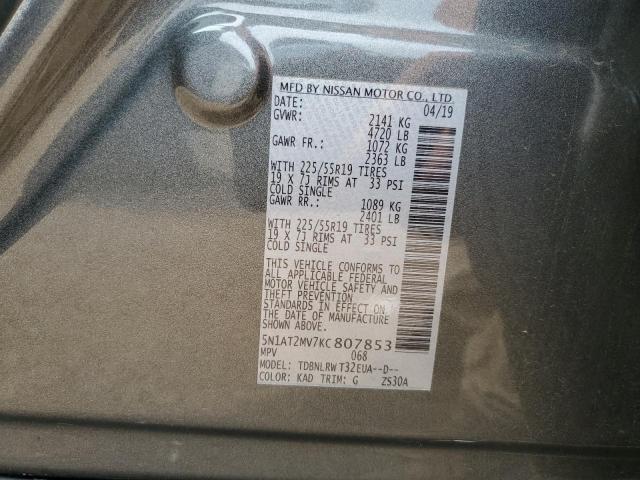 MFD BY NISSAN MOTOR CO., LTD
DATE: 04/19
GVWR: 2141 KG
4720 LB
GAWR FR.: 1072 KG
2363 LB
WITH 225/55R19 TIRES
19 X 7J RIMS AT 33 PSI
COLD SINGLE
GAWR RR.: 1089 KG
2401 LB
WITH 225/55R19 TIRES
19 X 7J RIMS AT 33 PSI
COLD SINGLE
THIS VEHICLE CONFORMS TO
ALL APPLICABLE FEDERAL
MOTOR VEHICLE SAFETY AND
THEFT PREVENTION
STANDARDS IN EFFECT ON
THE DATE OF MANUFACTURE
SHOWN ABOVE.
5N1AT2MV7KC807853
MPV 068
MODEL: TDBNLRWT32EUA--D--
COLOR: KAD TRIM: G ZS30A